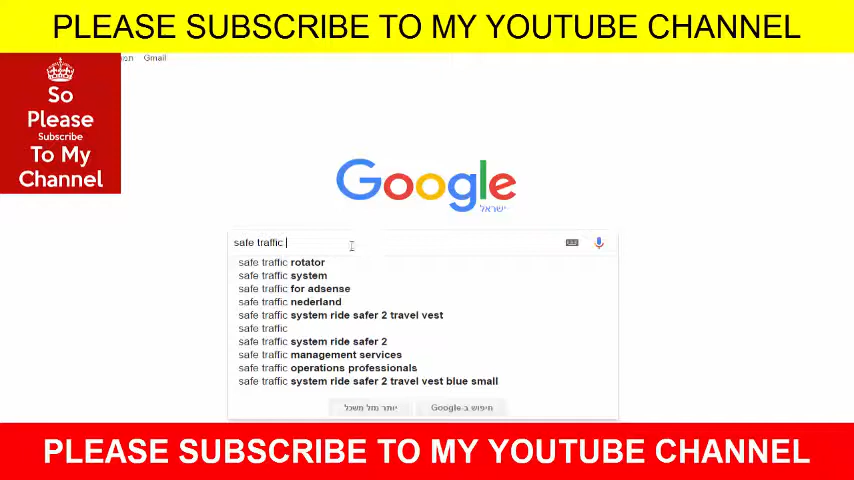 PLEASE SUBSCRIBE TO MY YOUTUBE CHANNEL
Gmail
So
Please
Subscribe
To My
Channel
Google
ישראל
safe traffic
safe traffic rotator
safe traffic system
safe traffic for adsense
safe traffic nederland
safe traffic system ride safer 2 travel vest
safe traffic
safe traffic system ride safer 2
safe traffic management services
safe traffic operations professionals
safe traffic system ride safer 2 travel vest blue small
יותר מזל משכל
חיפוש ב-Google
PLEASE SUBSCRIBE TO MY YOUTUBE CHANNEL